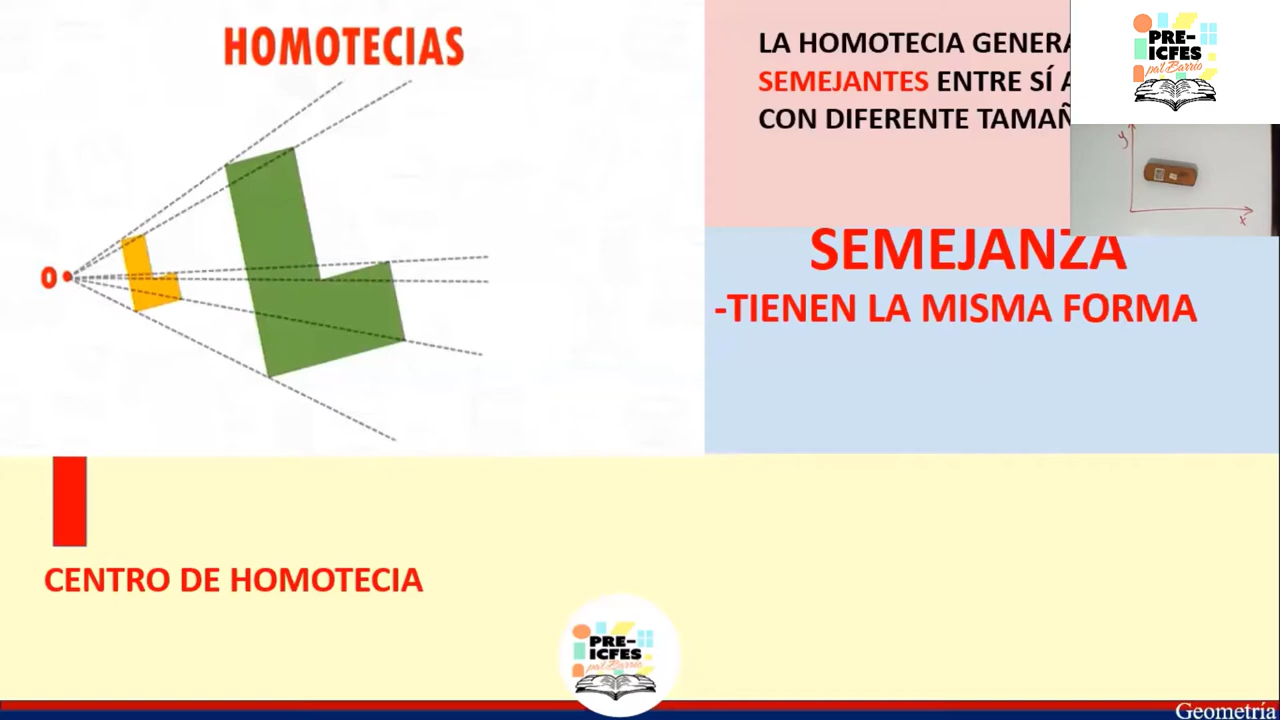 HOMOTECIAS
O
LA HOMOTECIA GENERA
SEMEJANTES ENTRE SÍ
CON DIFERENTE
SEMEJANZA
-TIENEN LA MISMA FORMA
CENTRO DE HOMOTECIA
PRE-
ICFES
pal Barrio
y
x
PRE-
ICFES
pal Barrio
Geometría